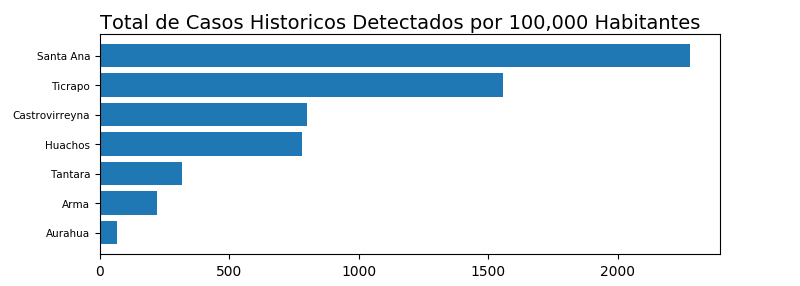 Total de Casos Historicos Detectados por 100,000 Habitantes
Santa Ana
Ticrapo
Castrovirreyna
Huachos
Tantara
Arma
Aurahua
0 500 1000 1500 2000